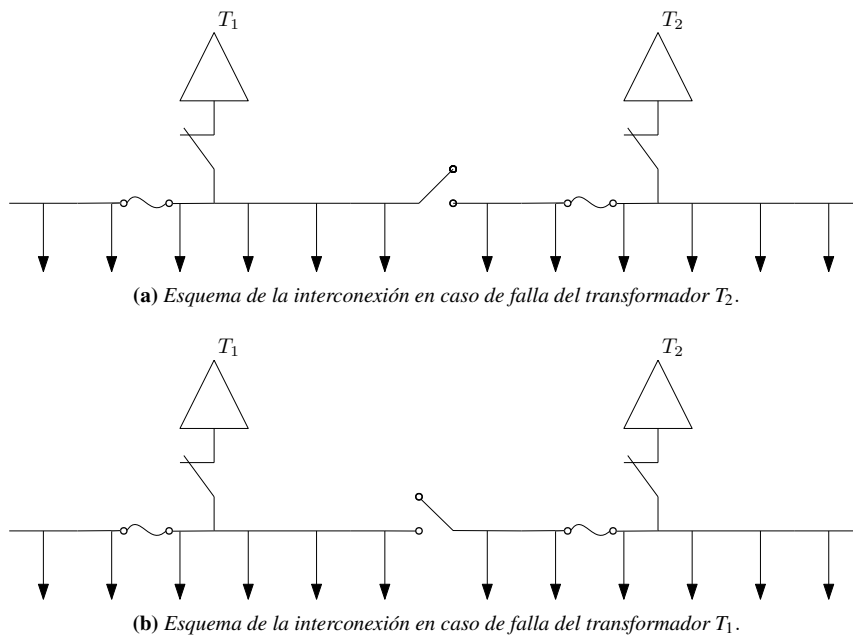 T₁ T₂
(a) Esquema de la interconexión en caso de falla del transformador T₂.
T₁ T₂
(b) Esquema de la interconexión en caso de falla del transformador T₁.